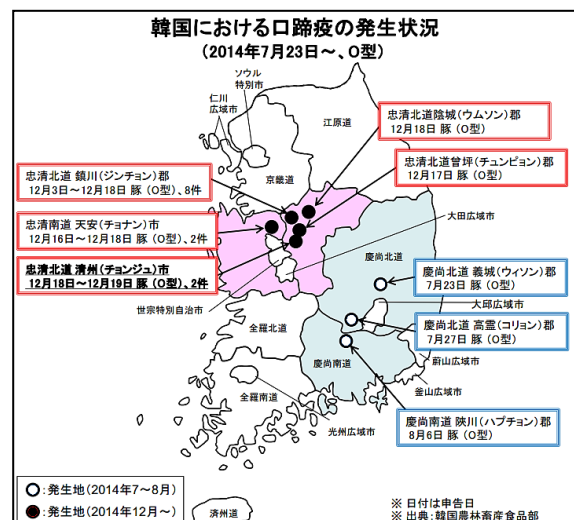 韓国における口蹄疫の発生状況
(2014年7月23日~、O型)
ソウル
特別市
仁川
広域市
江原道
京畿道
忠清北道陰城(ウムソン)郡
12月18日 豚 (O型)
忠清北道曾坪(チュンピョン)郡
12月17日 豚 (O型)
忠清北道 鎮川(ジンチョン)郡
12月3日~12月18日 豚 (O型)、8件
忠清南道 天安(チョナン)市
12月16日~12月18日 豚 (O型)、2件
忠清北道 清州(チョンジュ)市
12月18日~12月19日 豚 (O型)、2件
大田広域市
慶尚北道
慶尚北道 義城(ウィソン)郡
7月23日 豚 (O型)
世宗特別自治市
大邱広域市
慶尚北道 高霊(コリョン)郡
7月27日 豚 (O型)
全羅北道
慶尚南道
蔚山広域市
釜山広域市
全羅南道
光州広域市
慶尚南道 陜川(ハプチョン)郡
8月6日 豚 (O型)
:発生地(2014年7~8月)
:発生地(2014年12月~)
済州道
※ 日付は申告日
※ 出典:韓国農林畜産食品部